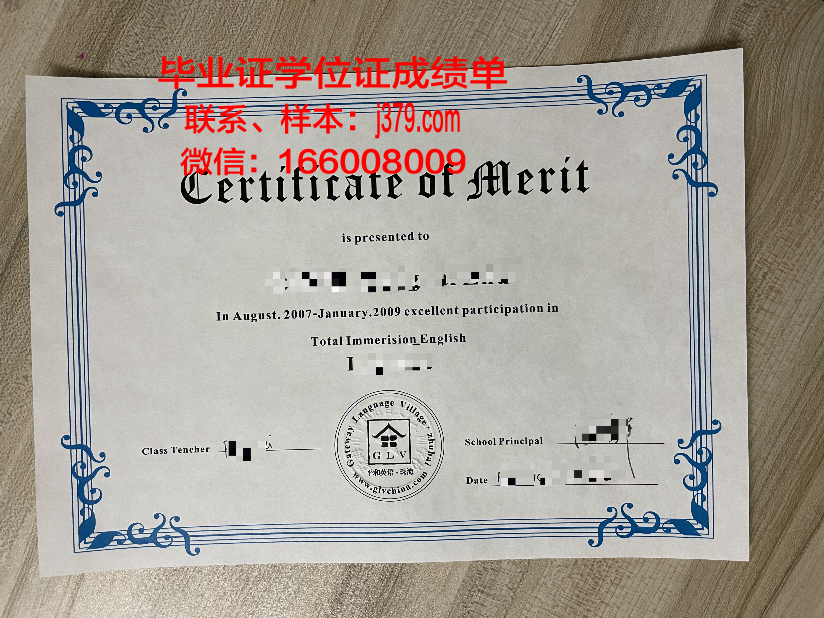 毕业证学位证成绩单
联系、样本：j379.com
微信：166008009
Certificate of Merit
is presented to
In August. 2007-January.2009 excellent participation in
Total Immerision English
Gateway Language Village, zhuhai
GLV
www.glvchina.com
Class Tencher
School Principal
Date